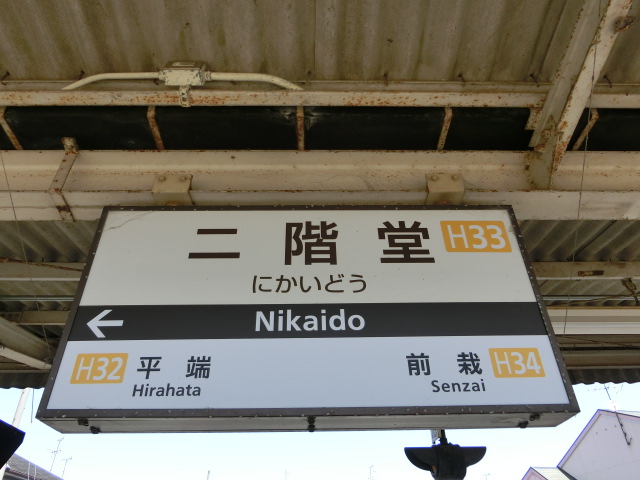 二階堂 H33
にかいどう
← Nikaido
H32 平端 前栽 H34
Hirahata Senzai